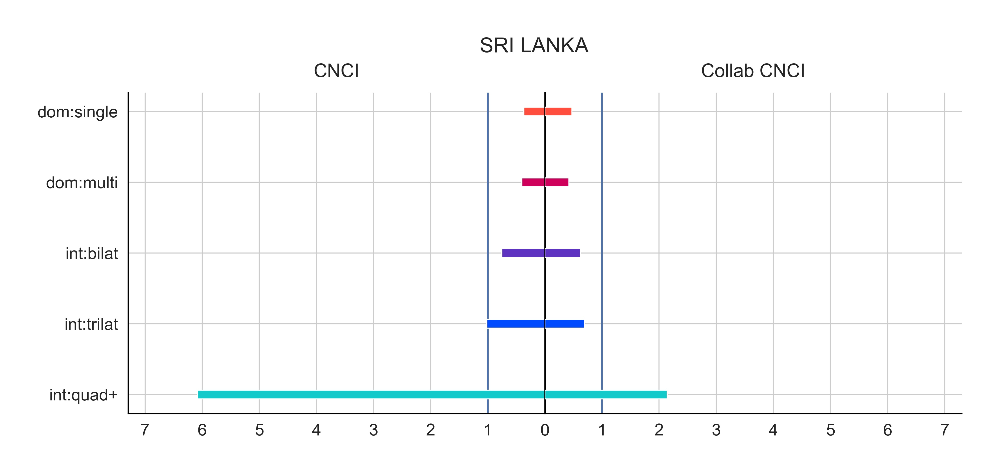 SRI LANKA
CNCI Collab CNCI
dom:single
dom:multi
int:bilat
int:trilat
int:quad+
7 6 5 4 3 2 1 0 1 2 3 4 5 6 7